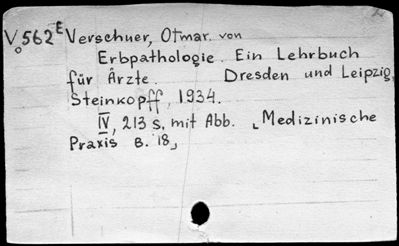 V₀562ᴱ Verschuer, Otmar. von
Erbpathologie. Ein Lehrbuch
für Ärzte. Dresden und Leipzig,
Steinkopff, 1934.
IV, 213 s, mit Abb. „Medizinische
Praxis B. 18„